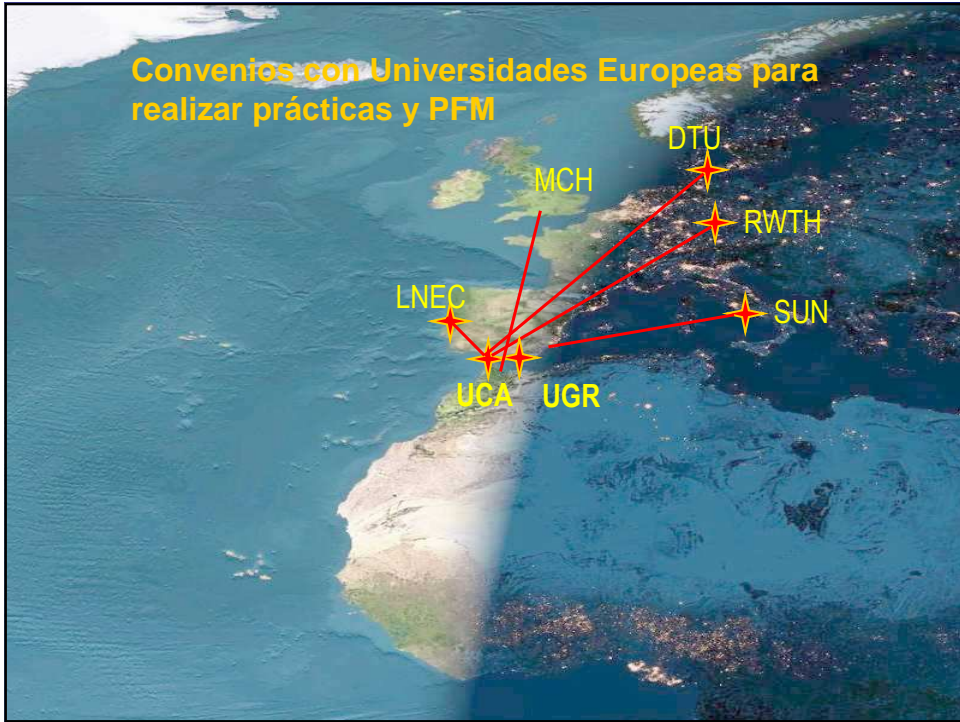 Convenios con Universidades Europeas para
realizar prácticas y PFM
DTU
MCH
RWTH
LNEC
SUN
UCA
UGR